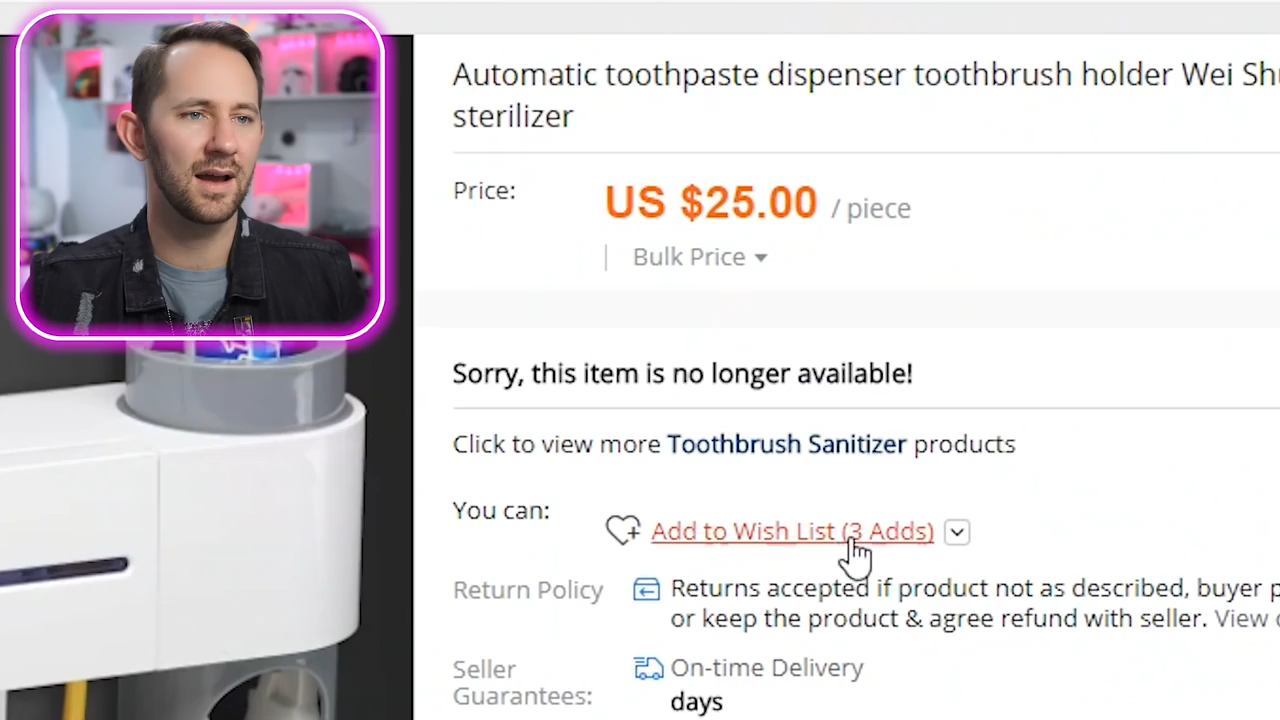 Automatic toothpaste dispenser toothbrush holder Wei
sterilizer
Price:
US $25.00 / piece
Bulk Price
Sorry, this item is no longer available!
Click to view more Toothbrush Sanitizer products
You can:
Add to Wish List (3 Adds)
Return Policy
Returns accepted if product not as described, buyer
or keep the product & agree refund with seller. View
Seller
Guarantees:
On-time Delivery
days